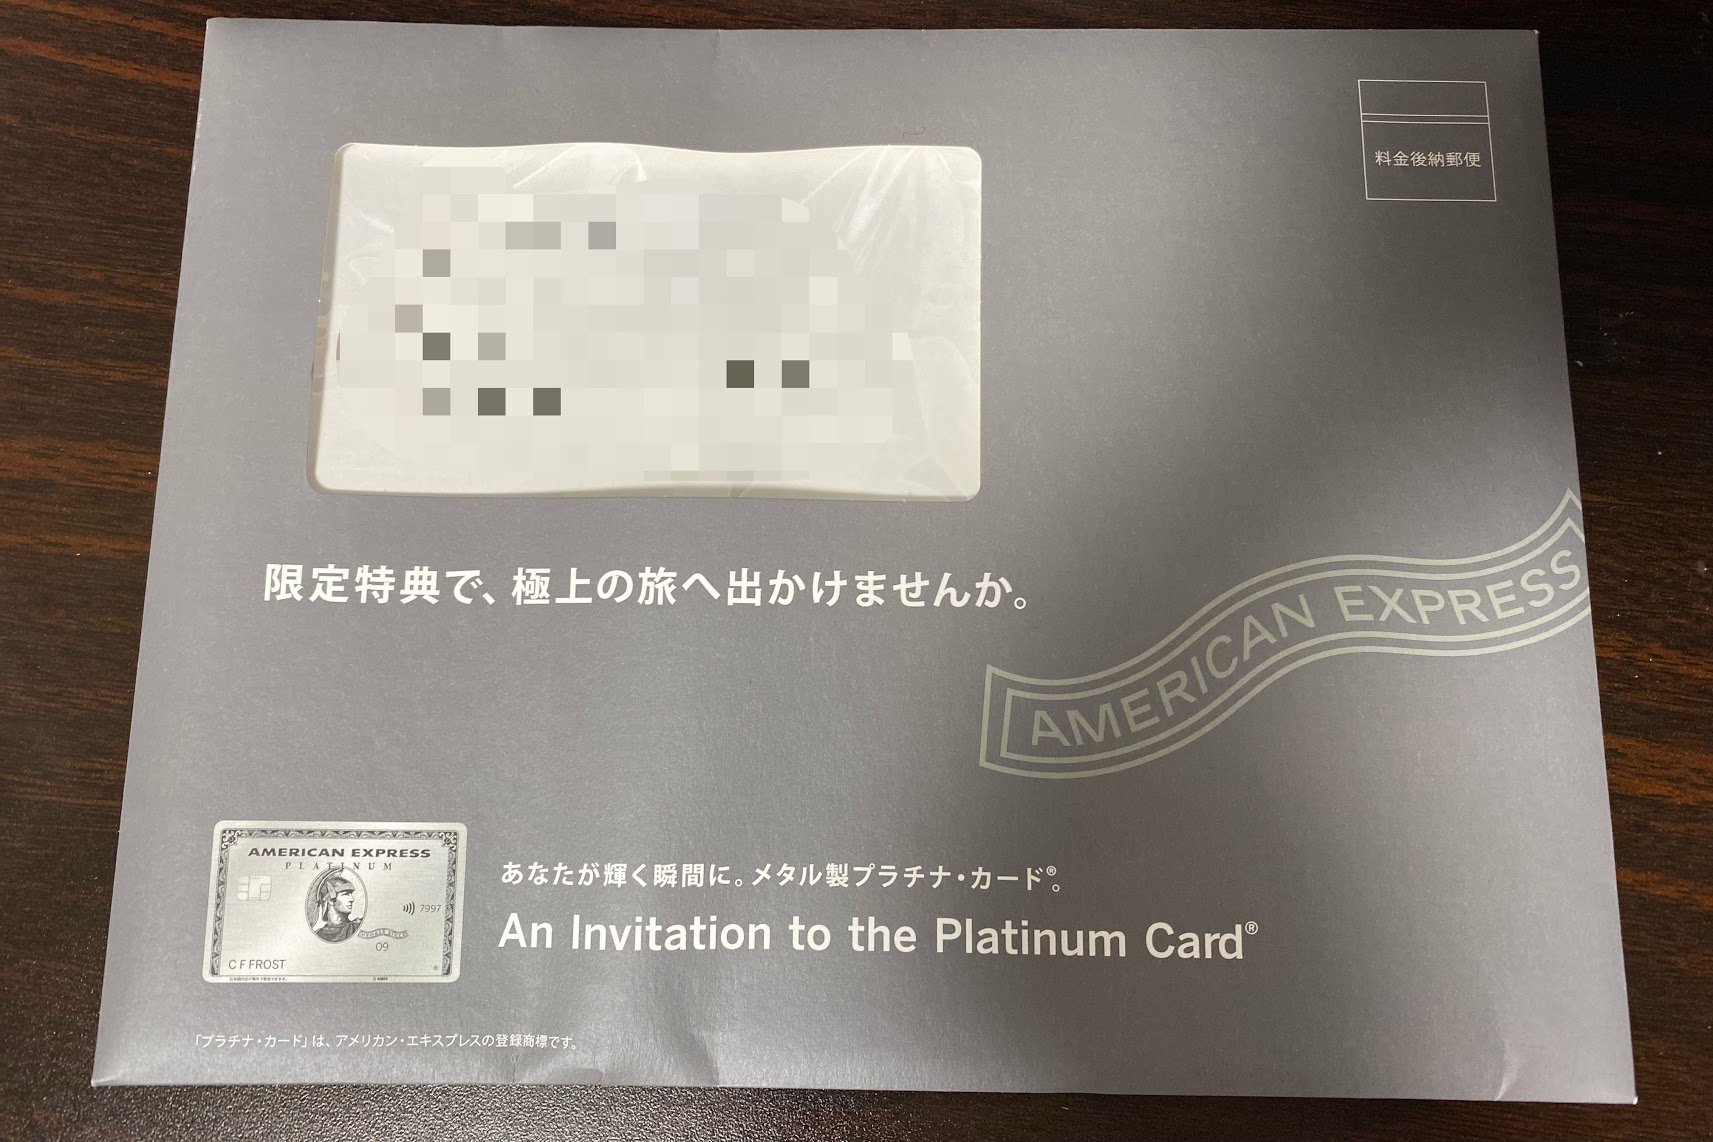 料金後納郵便
限定特典で、極上の旅へ出かけませんか。
AMERICAN EXPRESS
AMERICAN EXPRESS
PLATINUM
7997
09
C F FROST
あなたが輝く瞬間に。メタル製プラチナ・カード®。
An Invitation to the Platinum Card®
「プラチナ・カード」は、アメリカン・エキスプレスの登録商標です。